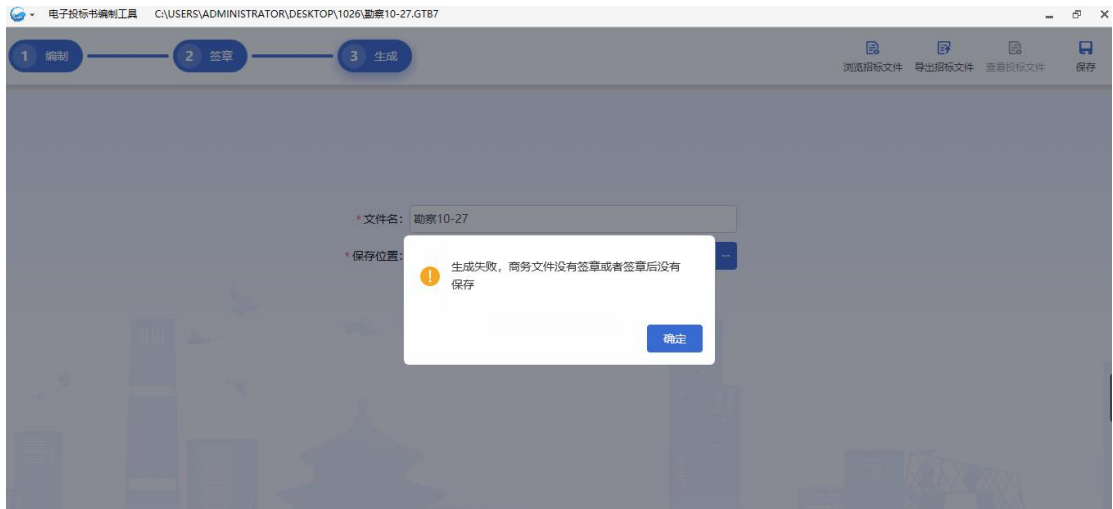 电子投标书编制工具 C:\USERS\ADMINISTRATOR\DESKTOP\1026\勘察10-27.GTB7
1 编制 2 签章 3 生成
浏览招标文件 导出招标文件 查看投标文件 保存
*文件名: 勘察10-27
*保存位置:
...
生成失败，商务文件没有签章或者签章后没有
保存
确定